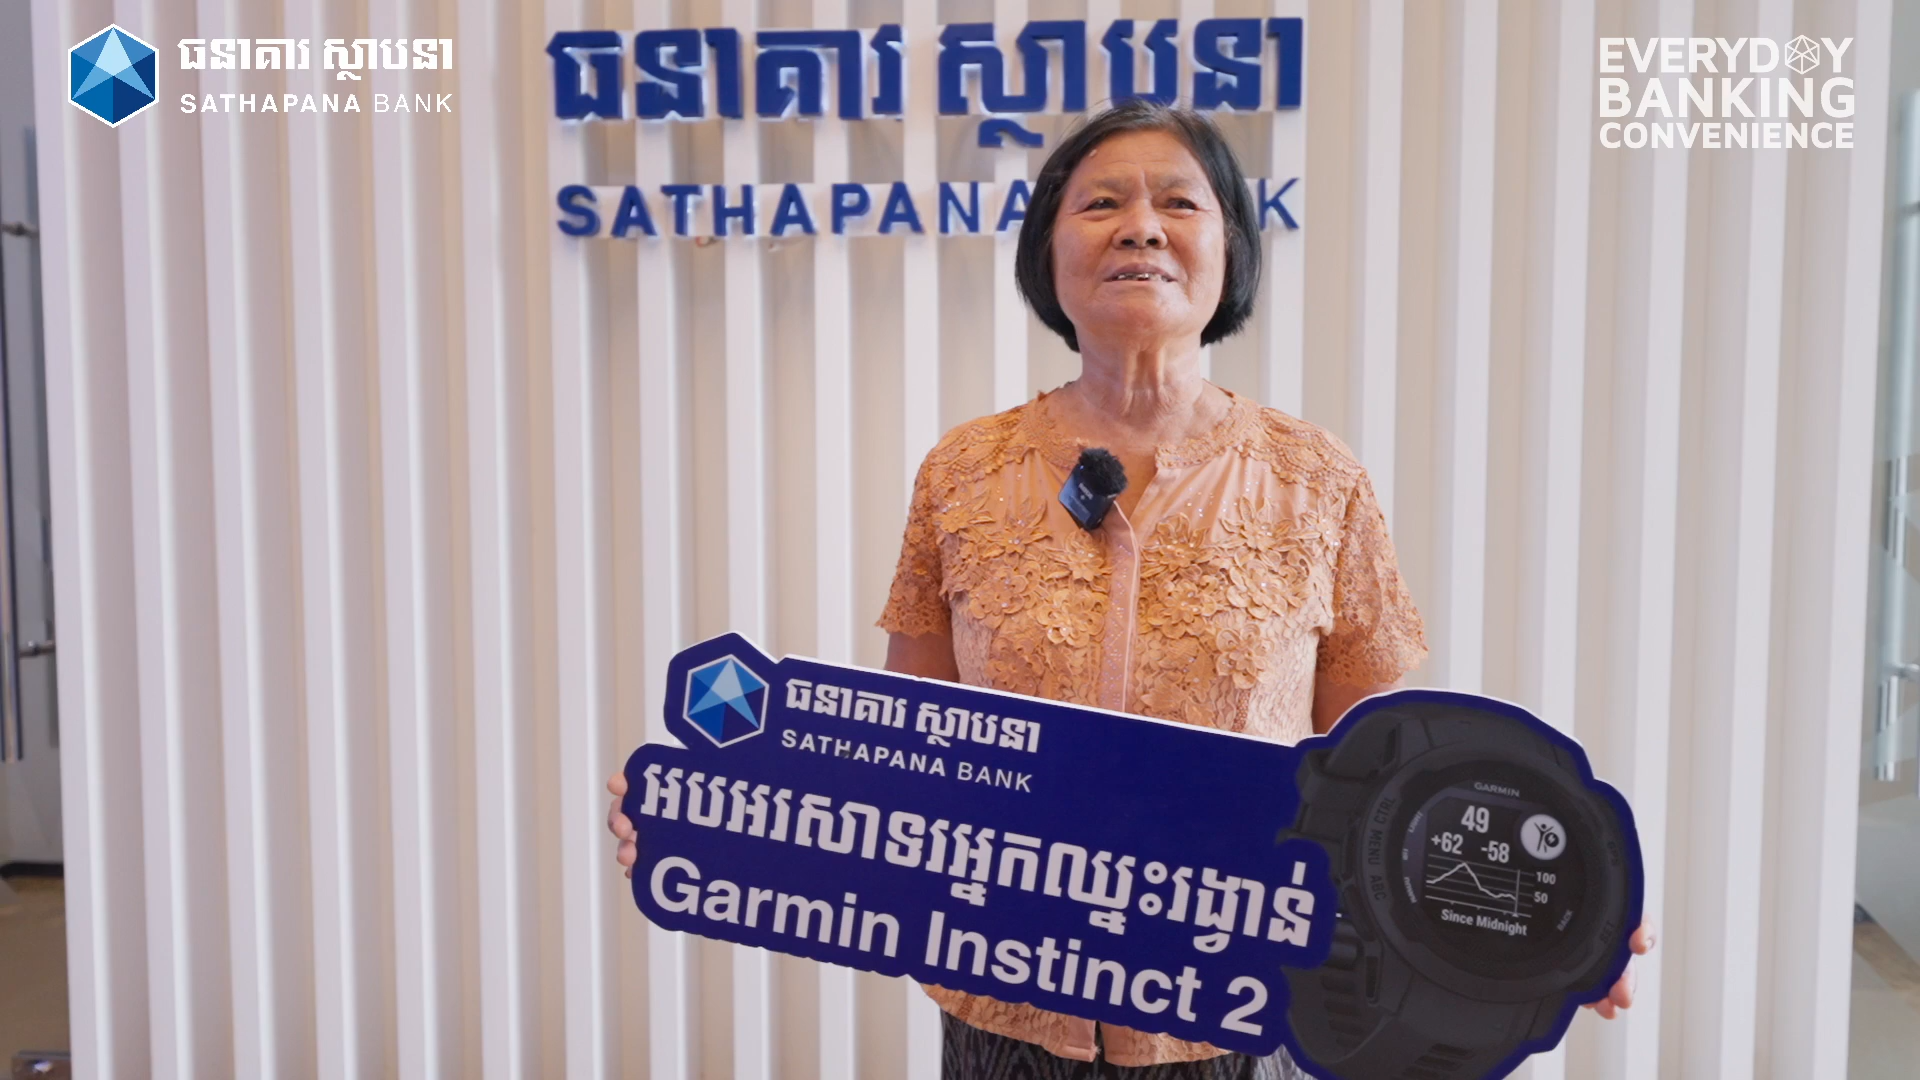 ធនាគារ ស្ថាបនា
SATHAPANA BANK
EVERYDAY
BANKING
CONVENIENCE
ធនាគារ ស្ថាបនា
SATHAPANA
ធនាគារ ស្ថាបនា
SATHAPANA BANK
អបអរសាទរអ្នកឈ្នះរង្វាន់
Garmin Instinct 2
GARMIN
49
+62 -58
100
50
Since Midnight
CTRL
MENU
ABC